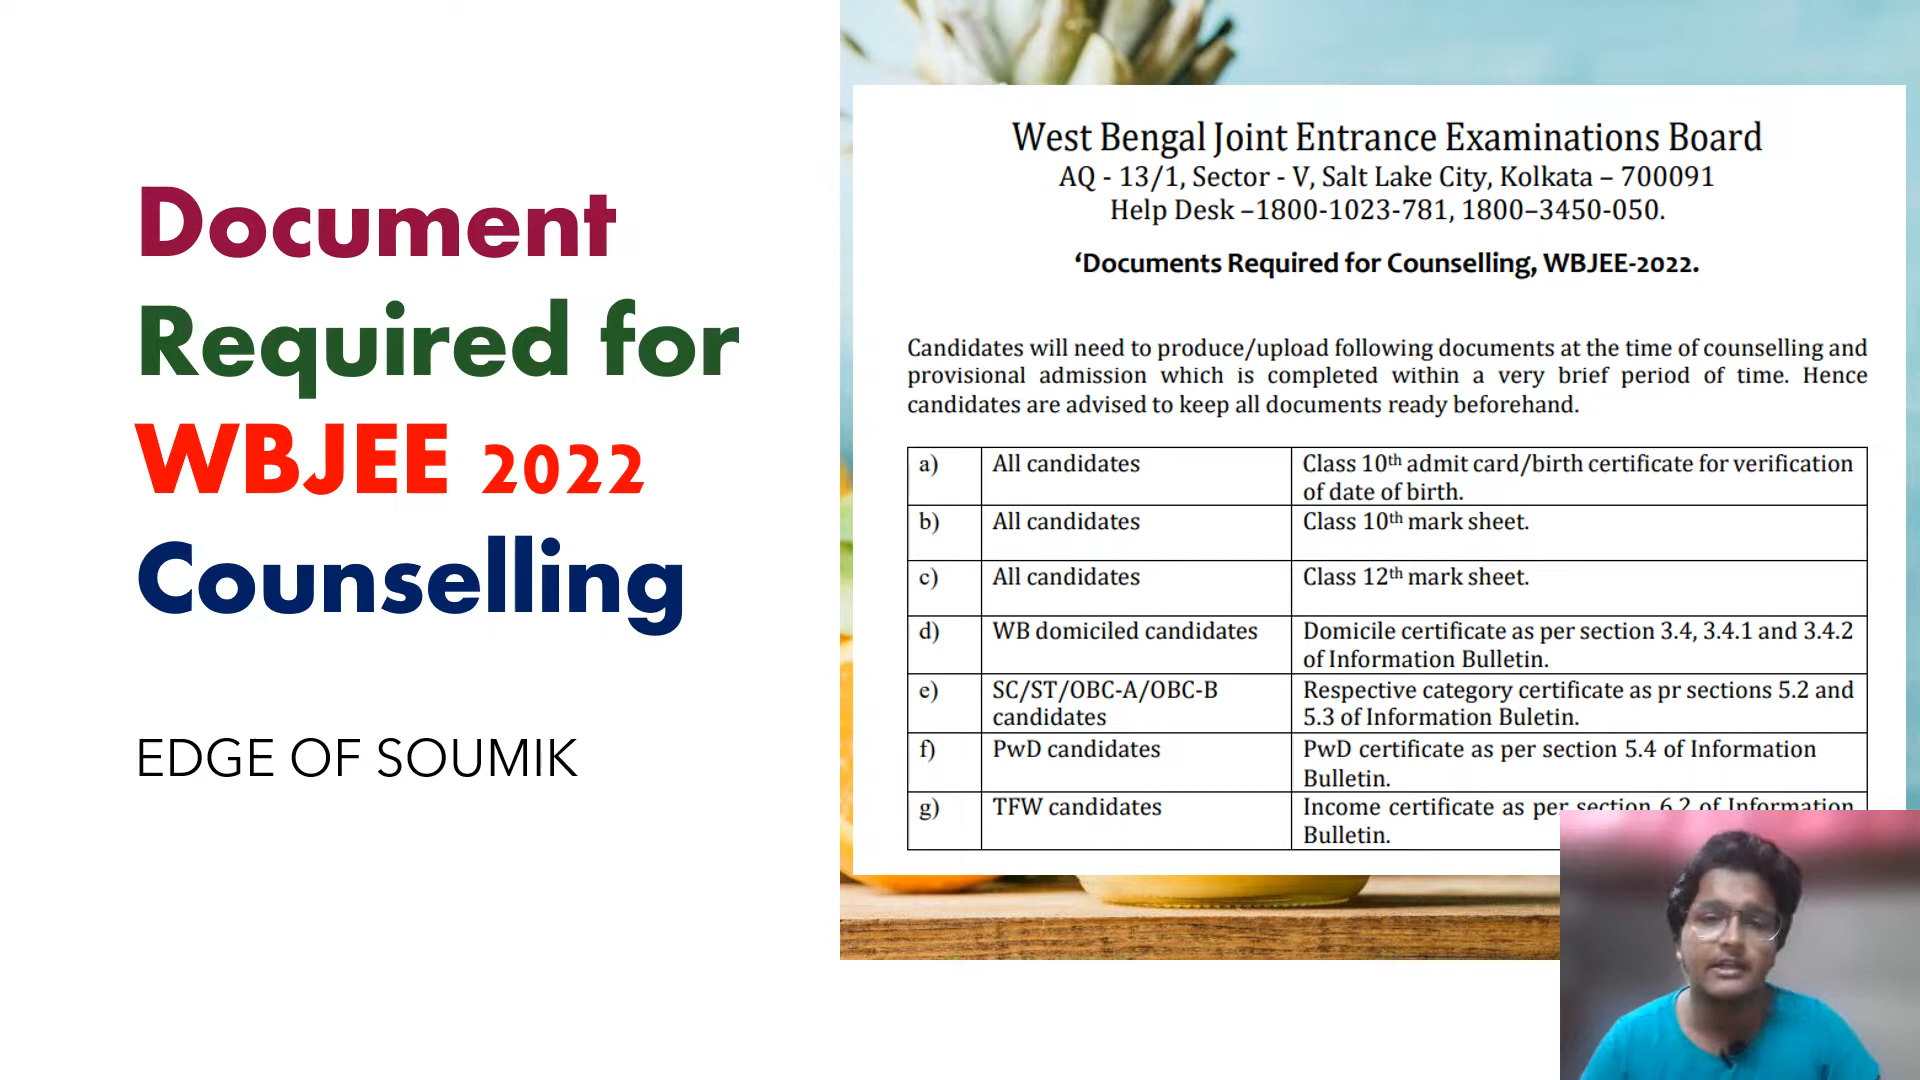 Document
Required for
WBJEE 2022
Counselling
EDGE OF SOUMIK
West Bengal Joint Entrance Examinations Board
AQ - 13/1, Sector - V, Salt Lake City, Kolkata – 700091
Help Desk –1800-1023-781, 1800–3450-050.
‘Documents Required for Counselling, WBJEE-2022.
Candidates will need to produce/upload following documents at the time of counselling and
provisional admission which is completed within a very brief period of time. Hence
candidates are advised to keep all documents ready beforehand.
a) All candidates Class 10th admit card/birth certificate for verification
of date of birth.
b) All candidates Class 10th mark sheet.
c) All candidates Class 12th mark sheet.
d) WB domiciled candidates Domicile certificate as per section 3.4, 3.4.1 and 3.4.2
of Information Bulletin.
e) SC/ST/OBC-A/OBC-B Respective category certificate as pr sections 5.2 and
candidates 5.3 of Information Buletin.
f) PwD candidates PwD certificate as per section 5.4 of Information
Bulletin.
g) TFW candidates Income certificate as per section 6.2 of Information
Bulletin.